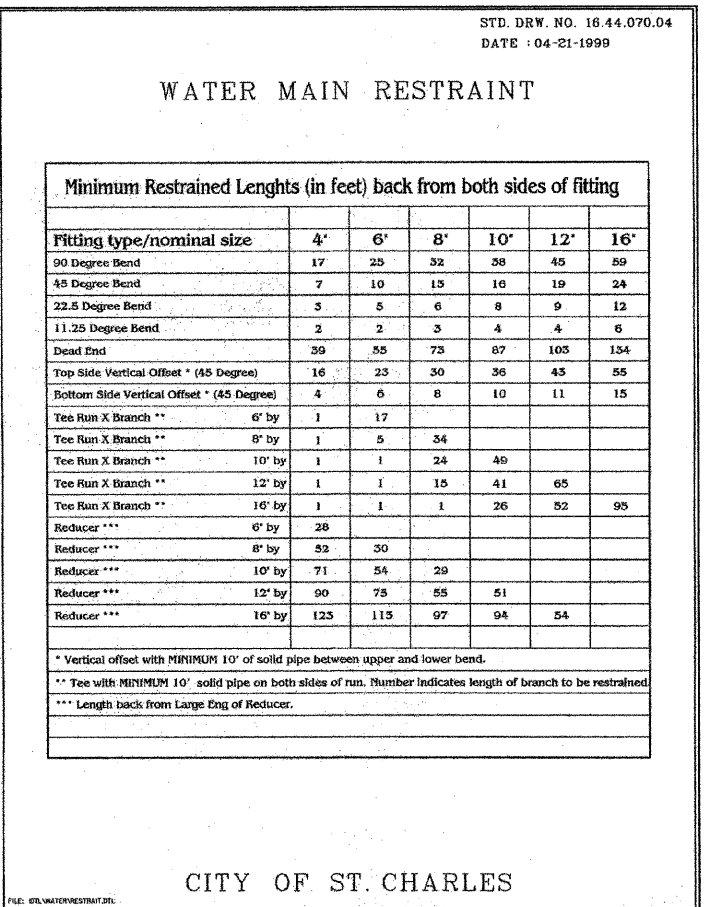 STD. DRW. NO. 16.44.070.04
DATE : 04-21-1999
WATER MAIN RESTRAINT
Minimum Restrained Lenghts (in feet) back from both sides of fitting
Fitting type/nominal size 4" 6" 8" 10" 12" 16"
90 Degree Bend 17 25 32 38 45 59
45 Degree Bend 7 10 13 16 19 24
22.5 Degree Bend 3 5 6 8 9 12
11.25 Degree Bend 2 2 3 4 4 6
Dead End 39 55 73 87 103 134
Top Side Vertical Offset * (45 Degree) 16 23 30 36 43 55
Bottom Side Vertical Offset * (45 Degree) 4 6 8 10 11 15
Tee Run X Branch ** 6" by 1 17
Tee Run X Branch ** 8" by 1 5 34
Tee Run X Branch ** 10" by 1 1 24 49
Tee Run X Branch ** 12" by 1 1 15 41 65
Tee Run X Branch ** 16" by 1 1 1 26 52 95
Reducer *** 6" by 28
Reducer *** 8" by 52 30
Reducer *** 10" by 71 54 29
Reducer *** 12" by 90 75 55 51
Reducer *** 16" by 123 113 97 94 54
* Vertical offset with MINIMUM 10' of solid pipe between upper and lower bend.
** Tee with MINIMUM 10' solid pipe on both sides of run. Number indicates length of branch to be restrained
*** Length back from Large Eng of Reducer.
CITY OF ST. CHARLES
FILE: DTL\WATER\RESTRAIT.DTL